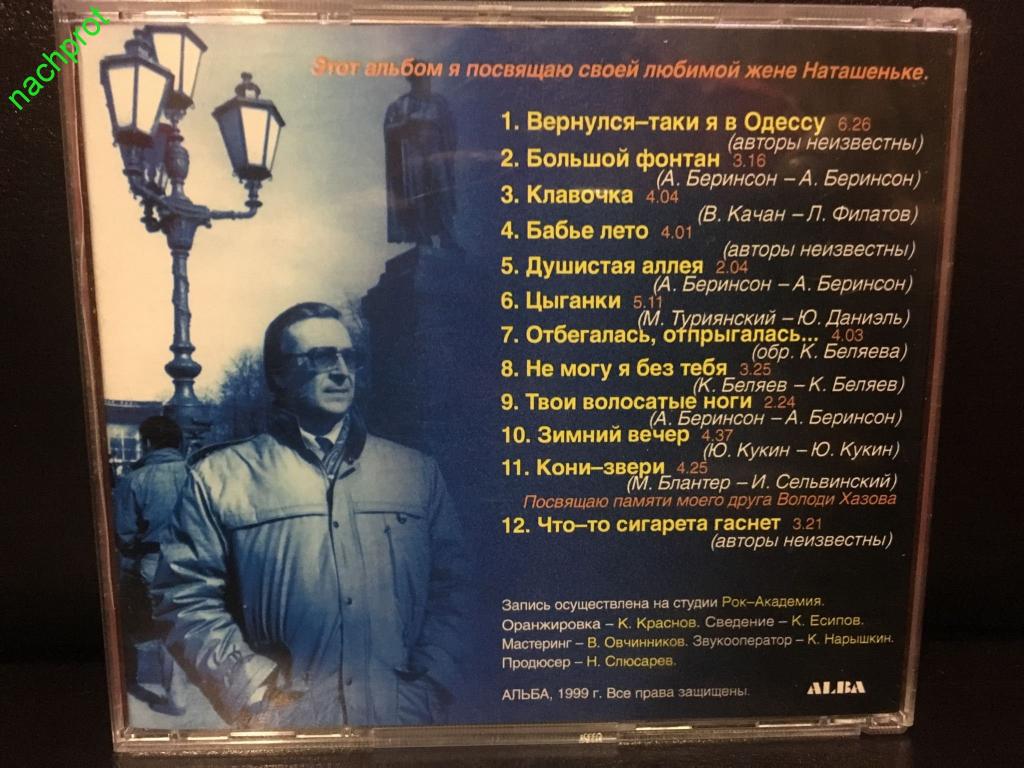 nachprot
Этот альбом я посвящаю своей любимой жене Наташеньке.
1. Вернулся–таки я в Одессу 6.26
(авторы неизвестны)
2. Большой фонтан 3.16
(А. Беринсон – А. Беринсон)
3. Клавочка 4.04
(В. Качан – Л. Филатов)
4. Бабье лето 4.01
(авторы неизвестны)
5. Душистая аллея 2.04
(А. Беринсон – А. Беринсон)
6. Цыганки 5.11
(М. Туриянский – Ю. Даниэль)
7. Отбегалась, отпрыгалась... 4.03
(обр. К. Беляева)
8. Не могу я без тебя 3.25
(К. Беляев – К. Беляев)
9. Твои волосатые ноги 2.24
(А. Беринсон – А. Беринсон)
10. Зимний вечер 4.37
(Ю. Кукин – Ю. Кукин)
11. Кони–звери 4.25
(М. Блантер – И. Сельвинский)
Посвящаю памяти моего друга Володи Хазова
12. Что–то сигарета гаснет 3.21
(авторы неизвестны)
Запись осуществлена на студии Рок–Академия.
Оранжировка – К. Краснов. Сведение – К. Есипов.
Мастеринг – В. Овчинников. Звукооператор – К. Нарышкин.
Продюсер – Н. Слюсарев.
АЛЬБА, 1999 г. Все права защищены.
ALBA